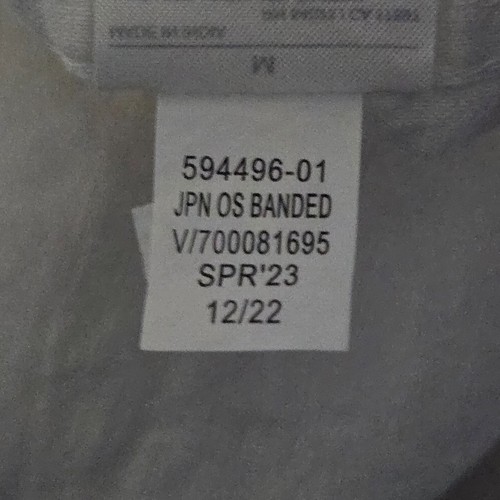 M
594496-01
JPN OS BANDED
V/700081695
SPR'23
12/22